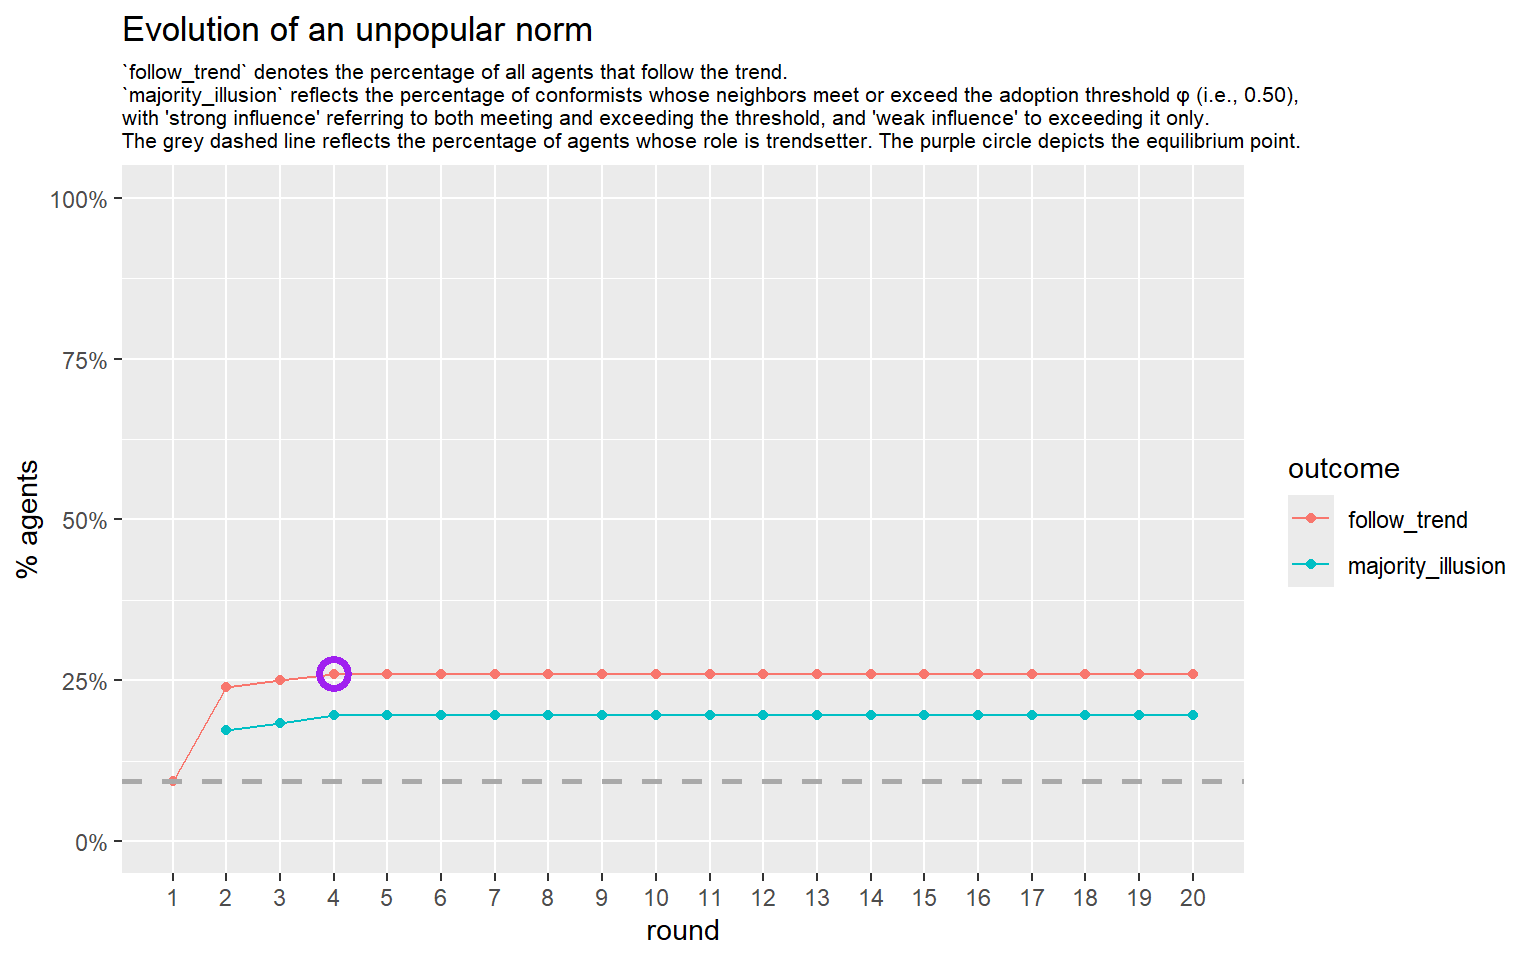 Evolution of an unpopular norm
`follow_trend` denotes the percentage of all agents that follow the trend.
`majority_illusion` reflects the percentage of conformists whose neighbors meet or exceed the adoption threshold φ (i.e., 0.50),
with 'strong influence' referring to both meeting and exceeding the threshold, and 'weak influence' to exceeding it only.
The grey dashed line reflects the percentage of agents whose role is trendsetter. The purple circle depicts the equilibrium point.
100%
75%
50%
25%
0%
% agents
1 2 3 4 5 6 7 8 9 10 11 12 13 14 15 16 17 18 19 20
round
outcome
follow_trend
majority_illusion